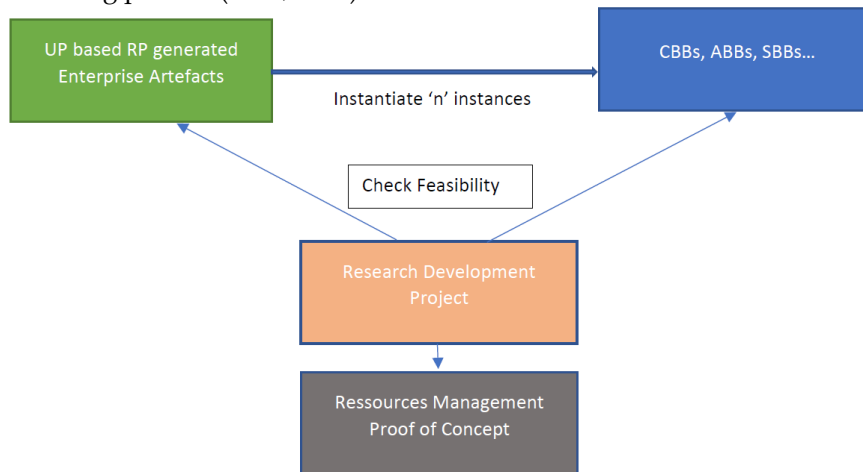 UP based RP generated
Enterprise Artefacts
CBBs, ABBs, SBBs...
Instantiate ‘n’ instances
Check Feasibility
Research Development
Project
Ressources Management
Proof of Concept